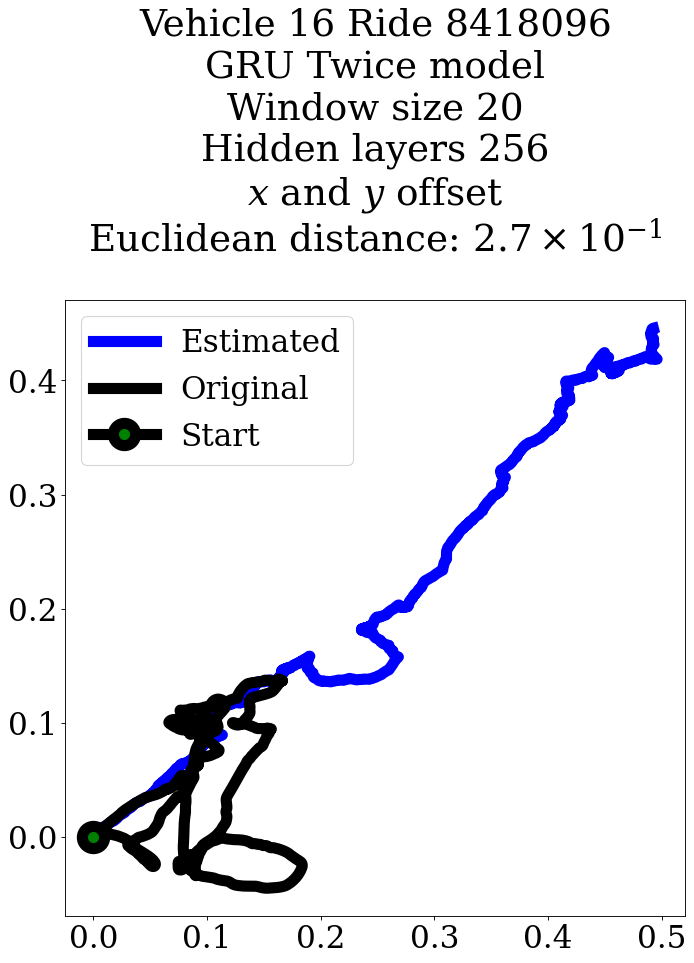 Vehicle 16 Ride 8418096
GRU Twice model
Window size 20
Hidden layers 256
x and y offset
Euclidean distance: 2.7 × 10⁻¹
Estimated
Original
Start
0.4
0.3
0.2
0.1
0.0
0.0 0.1 0.2 0.3 0.4 0.5